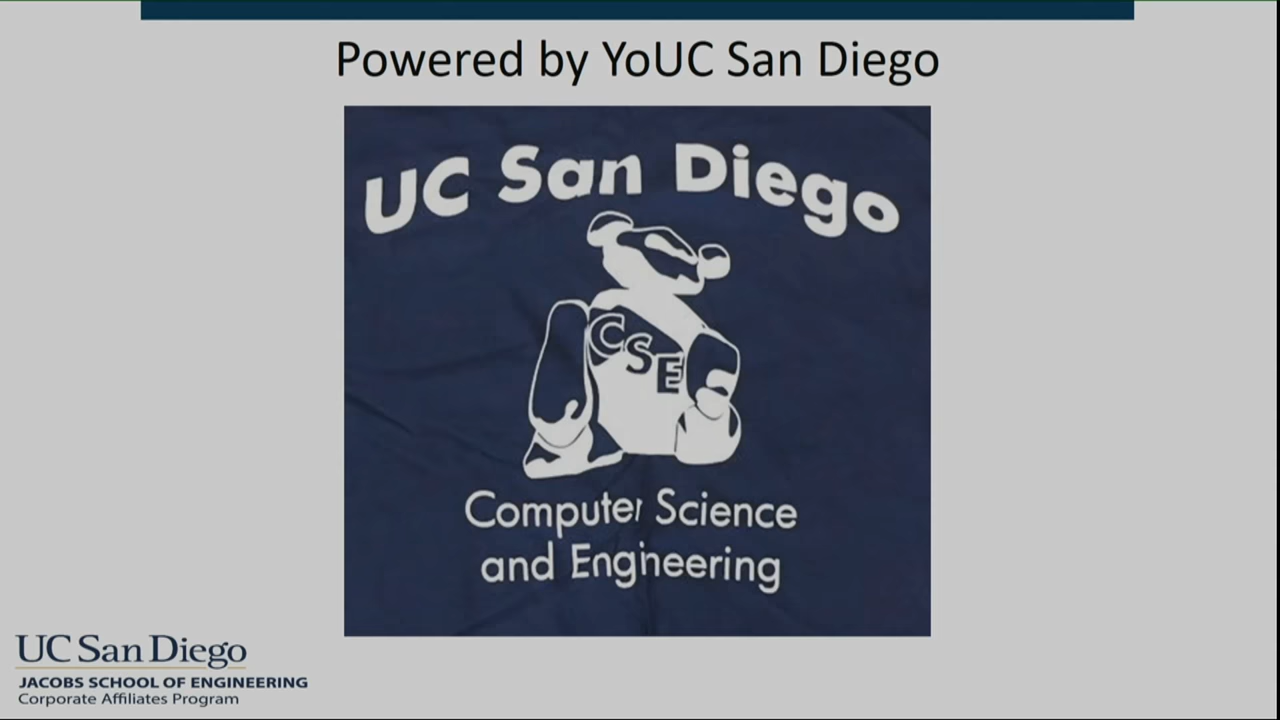 Powered by YoUC San Diego
UC San Diego
CSE
Computer Science
and Engineering
UC San Diego
JACOBS SCHOOL OF ENGINEERING
Corporate Affiliates Program